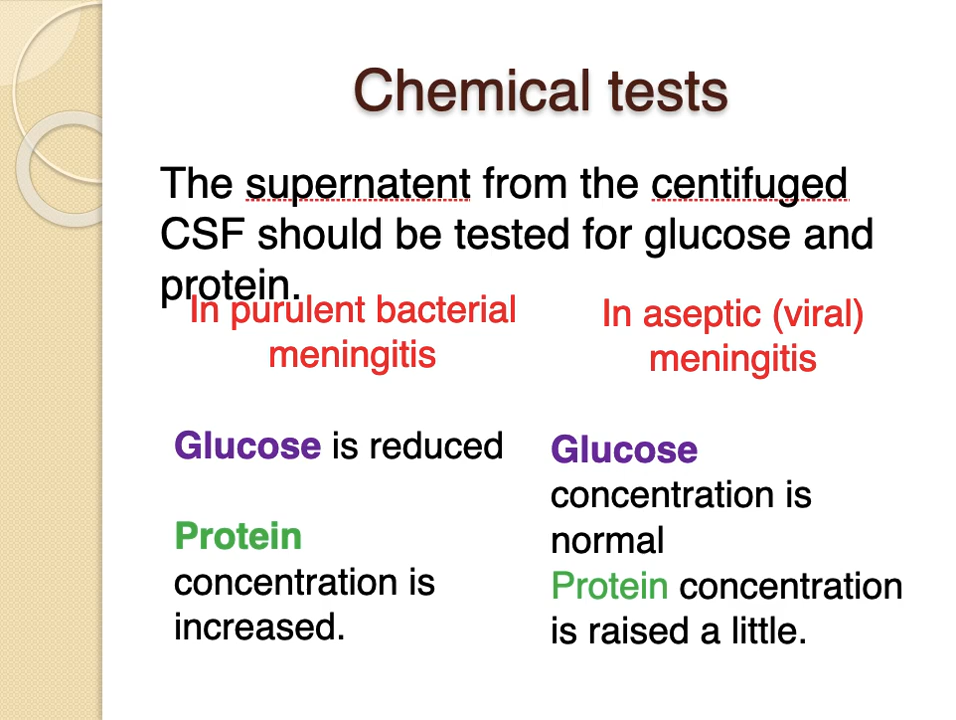 Chemical tests
The supernatent from the centifuged
CSF should be tested for glucose and
protein.
In purulent bacterial
meningitis
Glucose is reduced
Protein
concentration is
increased.
In aseptic (viral)
meningitis
Glucose
concentration is
normal
Protein concentration
is raised a little.